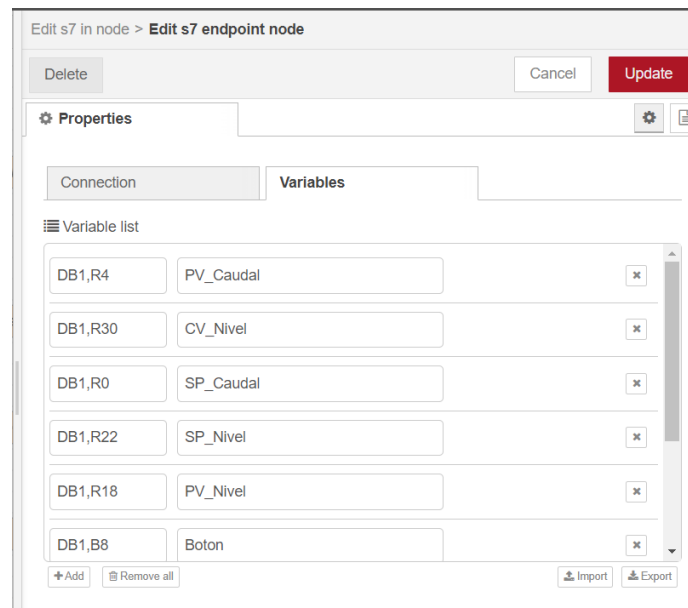 Edit s7 in node > Edit s7 endpoint node
Delete Cancel Update
Properties
Connection Variables
Variable list
DB1,R4 PV_Caudal
DB1,R30 CV_Nivel
DB1,R0 SP_Caudal
DB1,R22 SP_Nivel
DB1,R18 PV_Nivel
DB1,B8 Boton
+Add Remove all Import Export